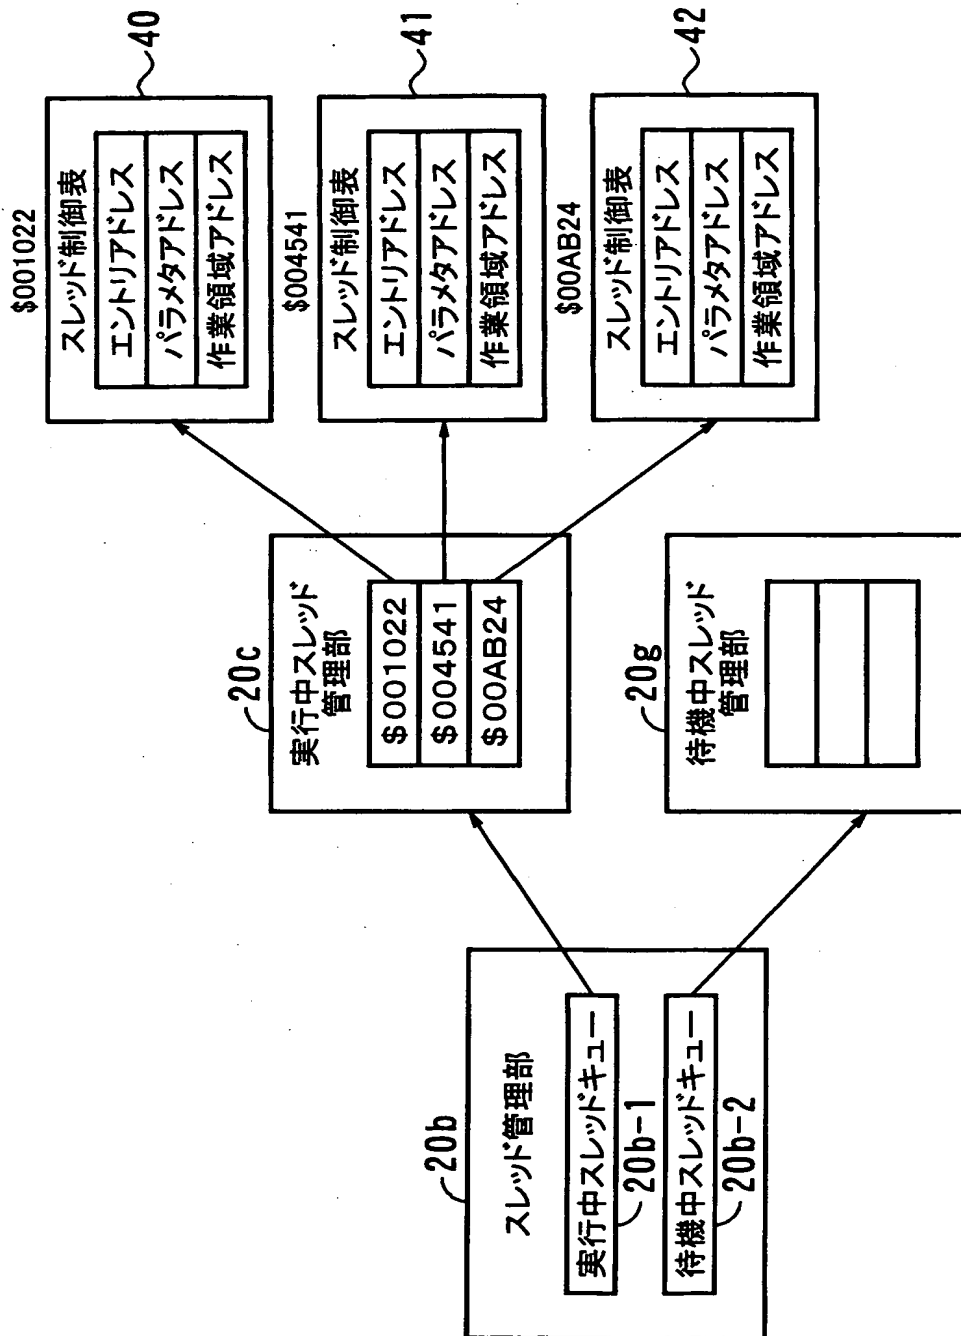 20b
スレッド管理部
実行中スレッドキュー
20b-1
待機中スレッドキュー
20b-2
20c
実行中スレッド
管理部
$001022
$004541
$00AB24
20g
待機中スレッド
管理部
$001022
スレッド制御表
エントリアドレス
パラメタアドレス
作業領域アドレス
40
$004541
スレッド制御表
エントリアドレス
パラメタアドレス
作業領域アドレス
41
$00AB24
スレッド制御表
エントリアドレス
パラメタアドレス
作業領域アドレス
42